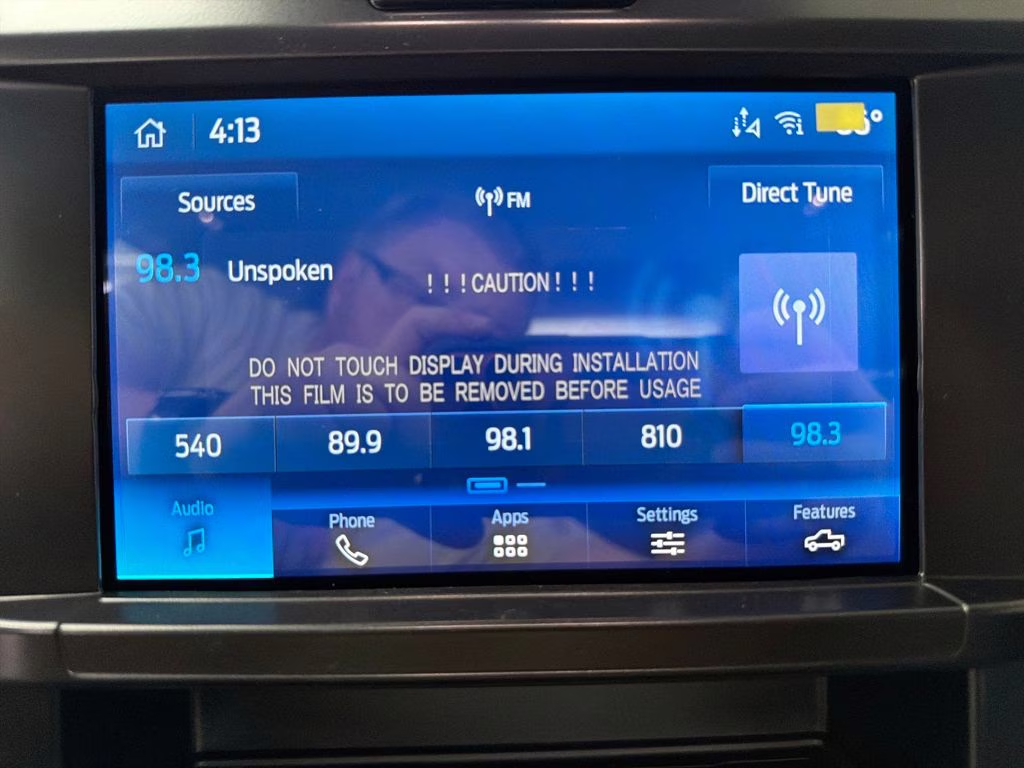 4:13
Sources
FM
Direct Tune
98.3 Unspoken
! ! ! CAUTION ! ! !
DO NOT TOUCH DISPLAY DURING INSTALLATION
THIS FILM IS TO BE REMOVED BEFORE USAGE
540 89.9 98.1 810 98.3
Audio Phone Apps Settings Features